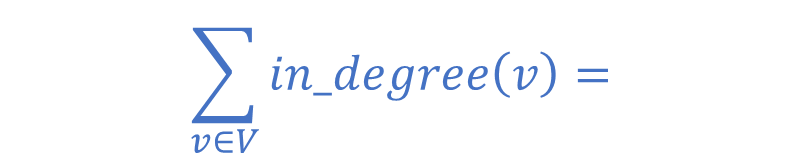 ∑ in_degree(v) =
v∈V